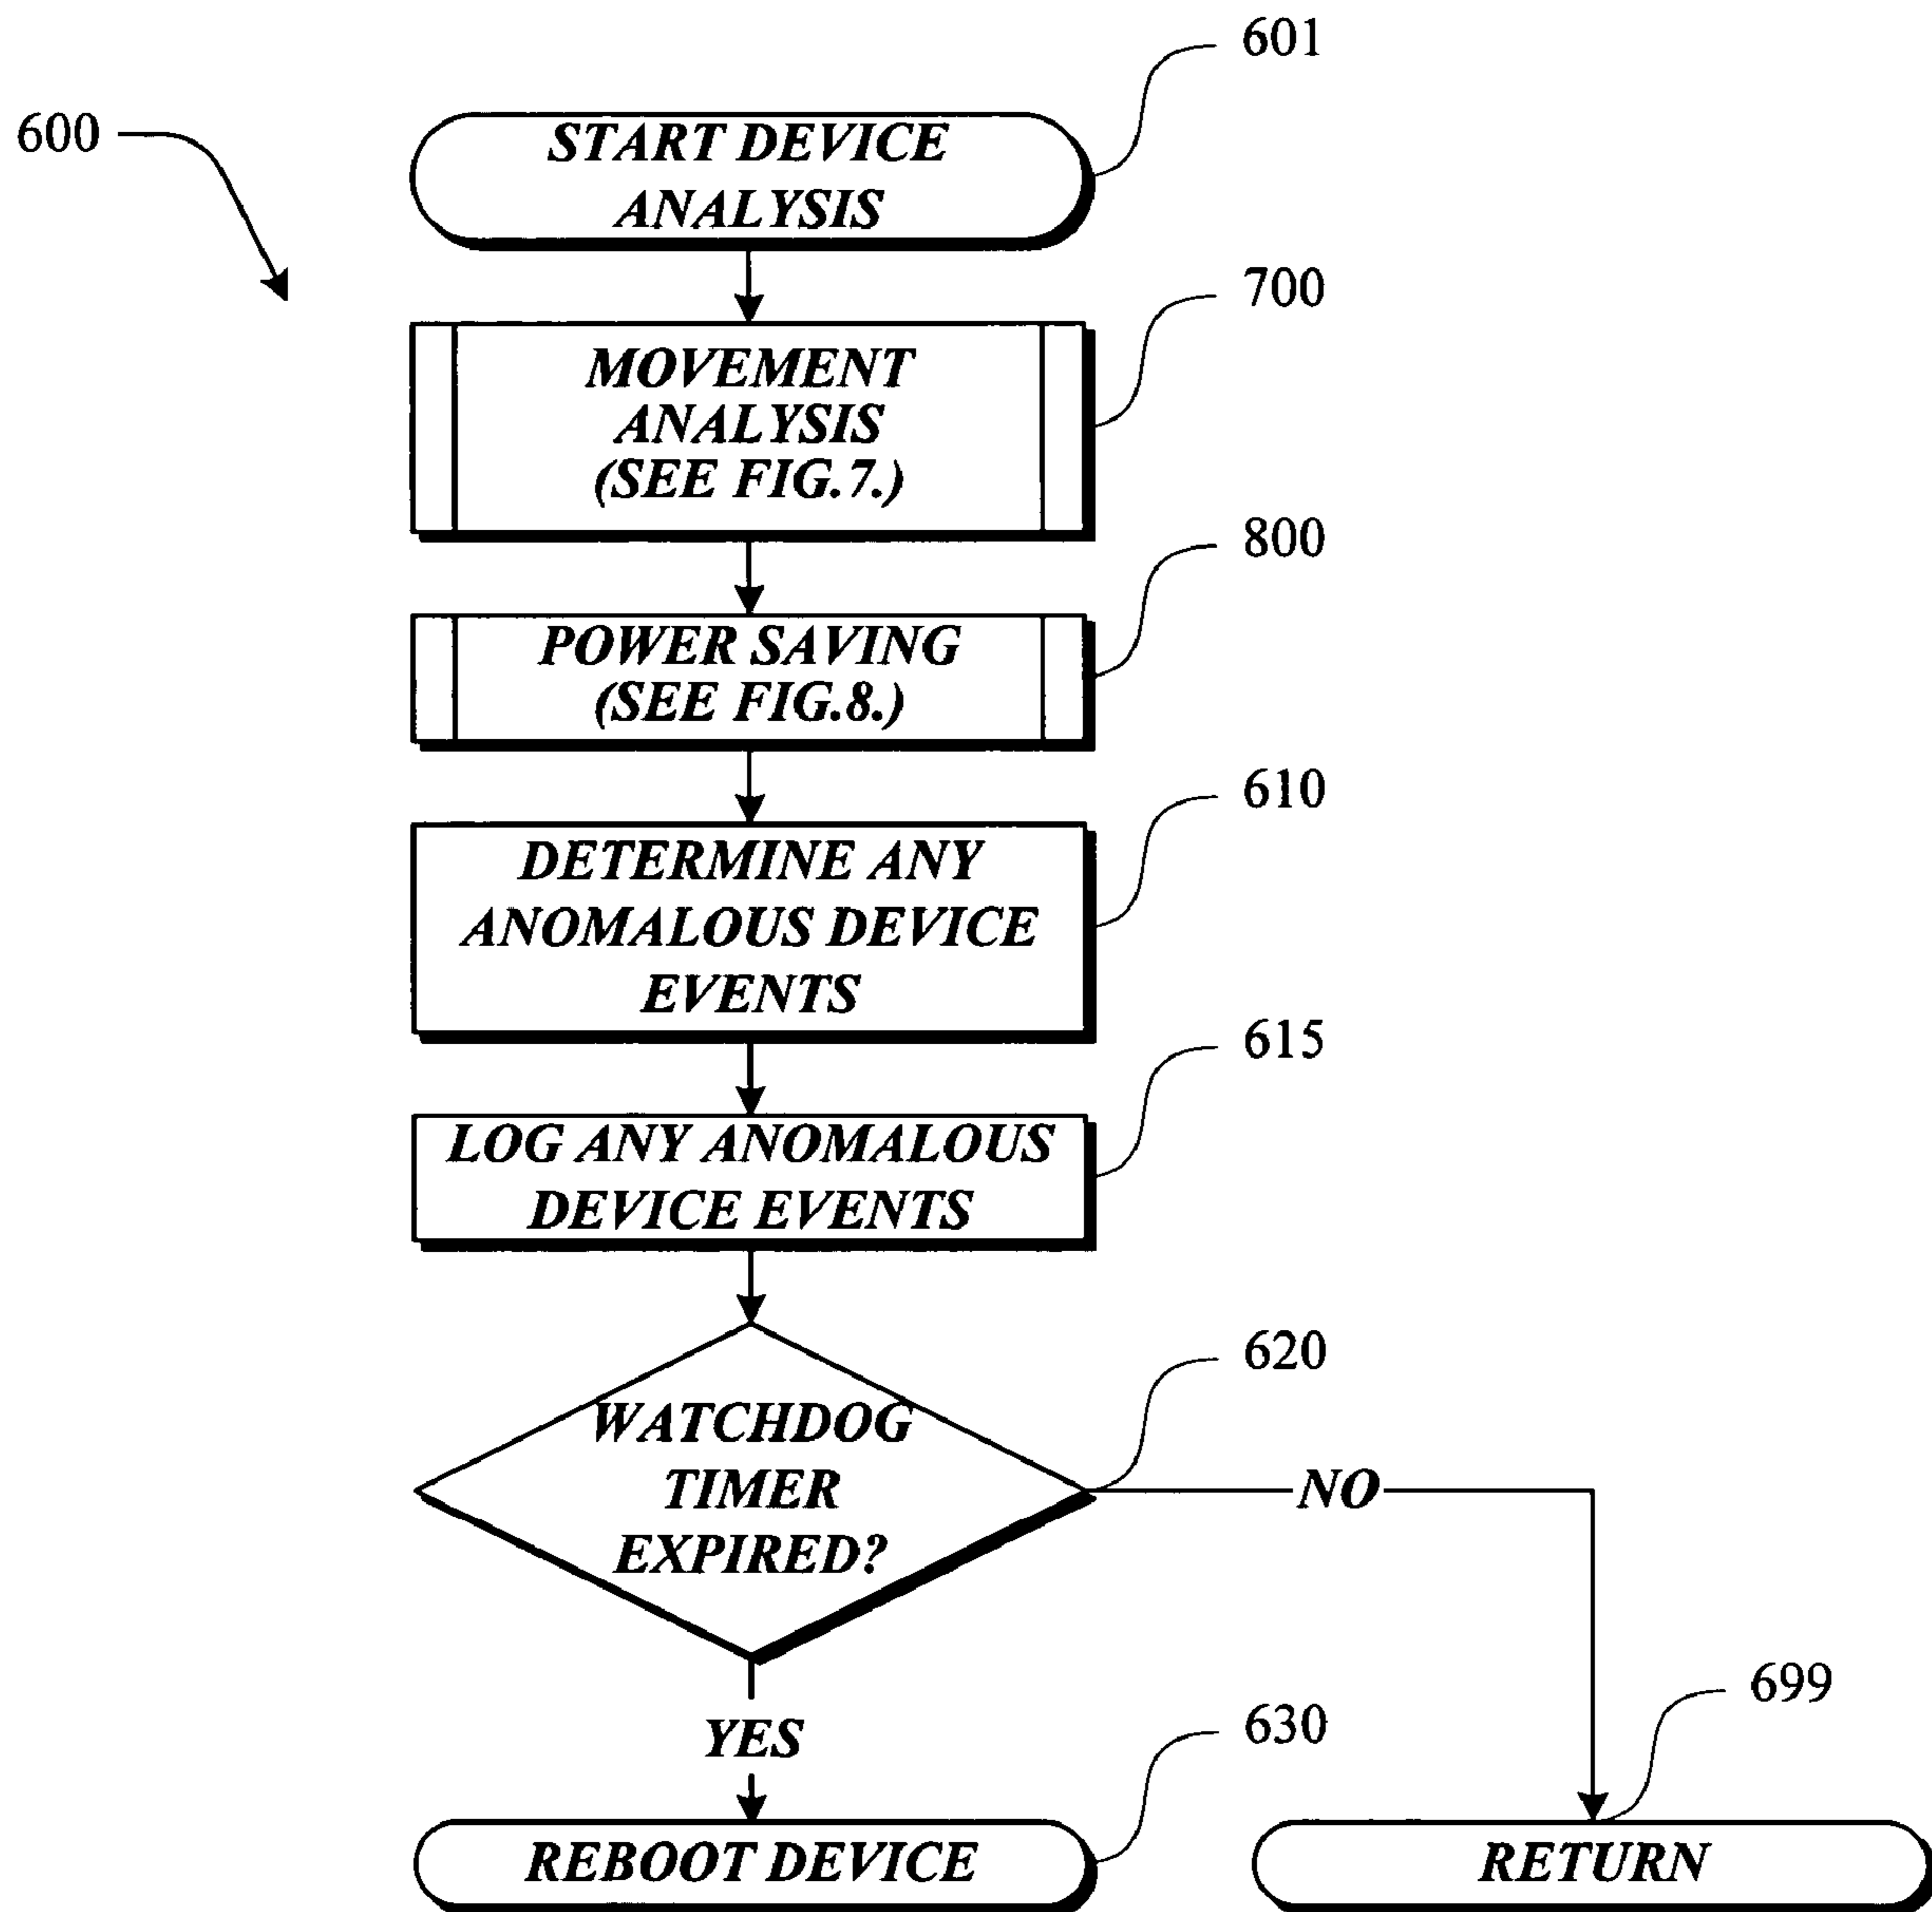 601
600
START DEVICE
ANALYSIS
700
MOVEMENT
ANALYSIS
(SEE FIG.7.)
800
POWER SAVING
(SEE FIG.8.)
610
DETERMINE ANY
ANOMALOUS DEVICE
EVENTS
615
LOG ANY ANOMALOUS
DEVICE EVENTS
620
WATCHDOG
TIMER
EXPIRED?
NO
YES
699
630
REBOOT DEVICE
RETURN